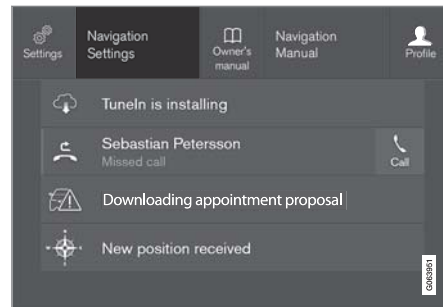 Settings
Navigation
Settings
Owner's
manual
Navigation
Manual
Profile
TuneIn is installing
Sebastian Petersson
Missed call
Call
Downloading appointment proposal
New position received
G063951